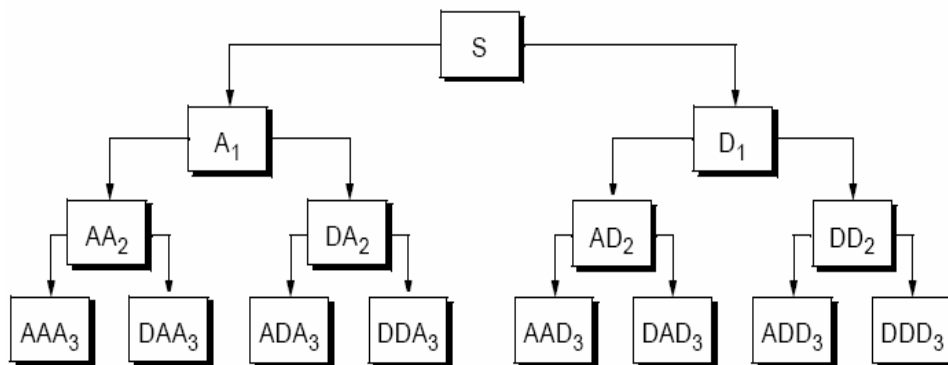 S
A₁ D₁
AA₂ DA₂ AD₂ DD₂
AAA₃ DAA₃ ADA₃ DDA₃ AAD₃ DAD₃ ADD₃ DDD₃